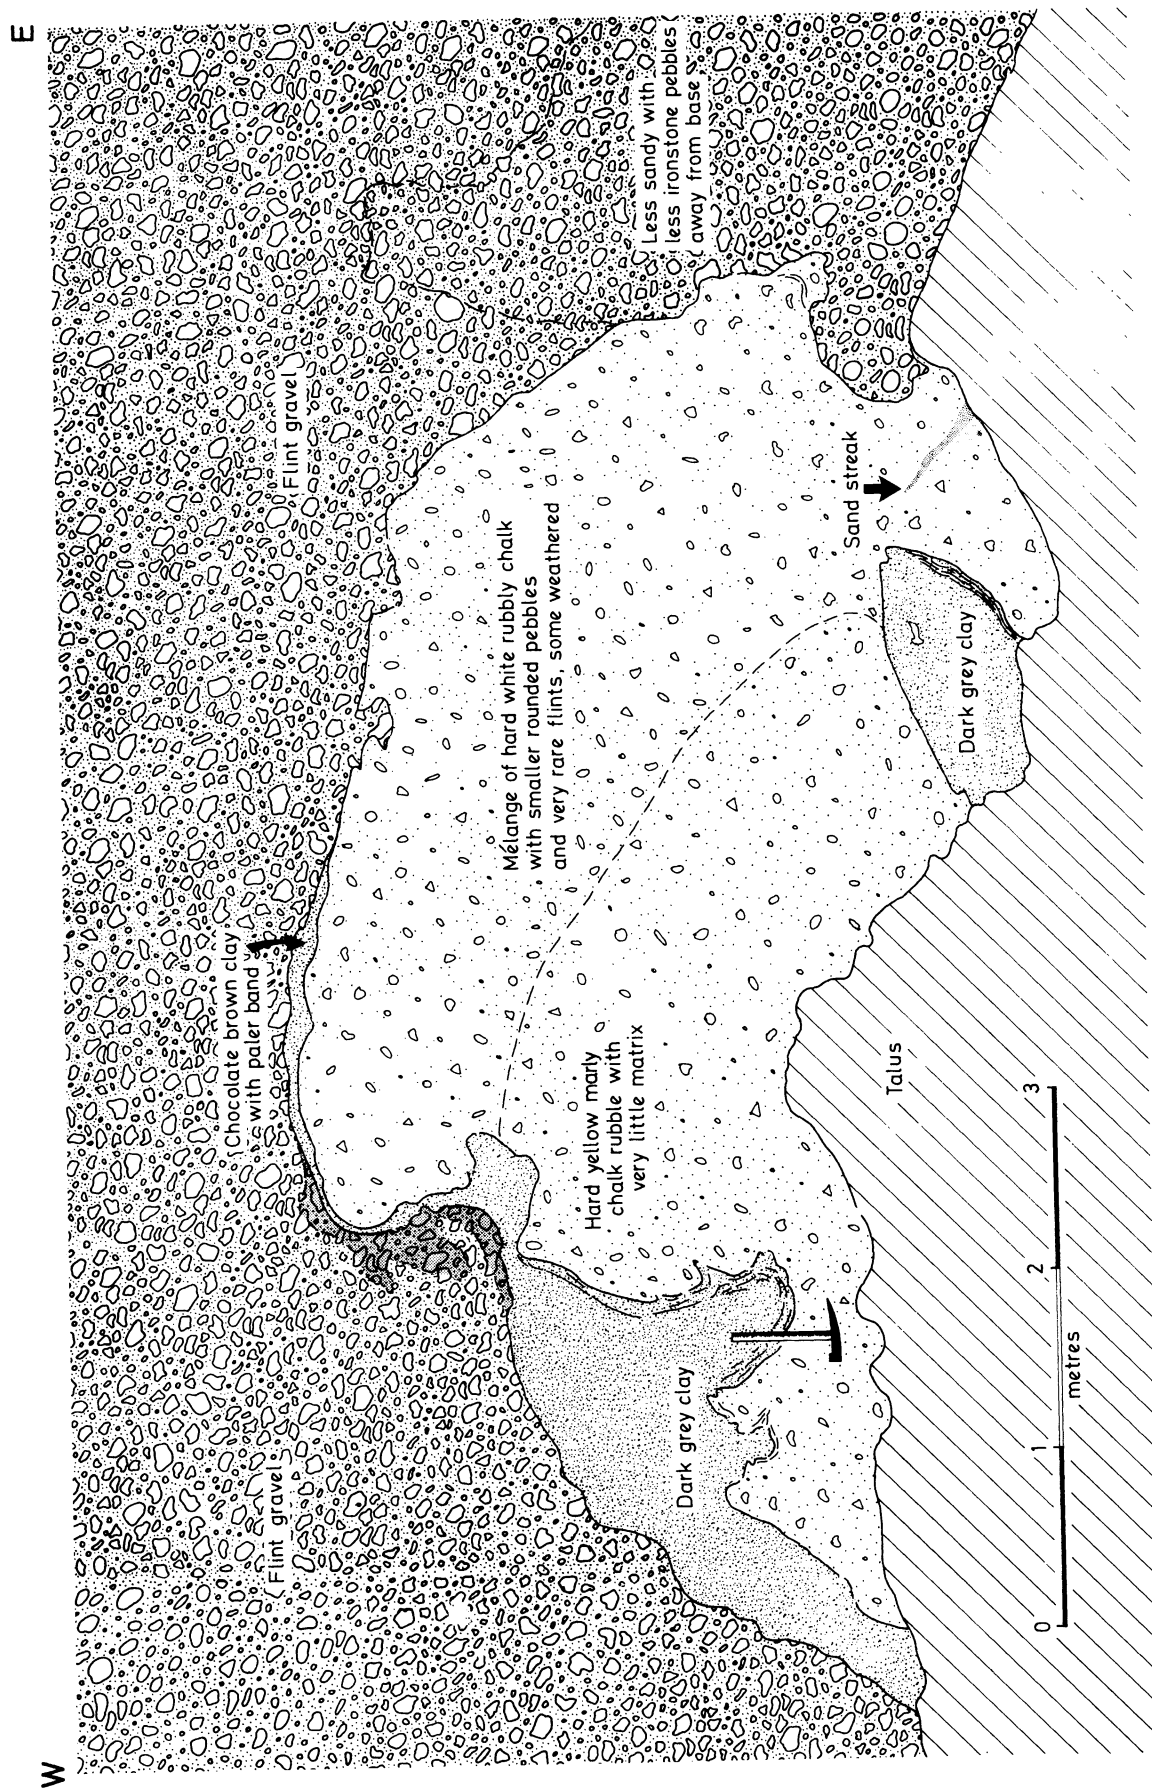 W
E
Flint gravel
Flint gravel
Chocolate brown clay
with paler band
Less sandy with
less ironstone pebbles
away from base
Mélange of hard white rubbly chalk
with smaller rounded pebbles
and very rare flints, some weathered
Hard yellow marly
chalk rubble with
very little matrix
Dark grey clay
Sand streak
Dark grey clay
Talus
0 1 2 3
metres